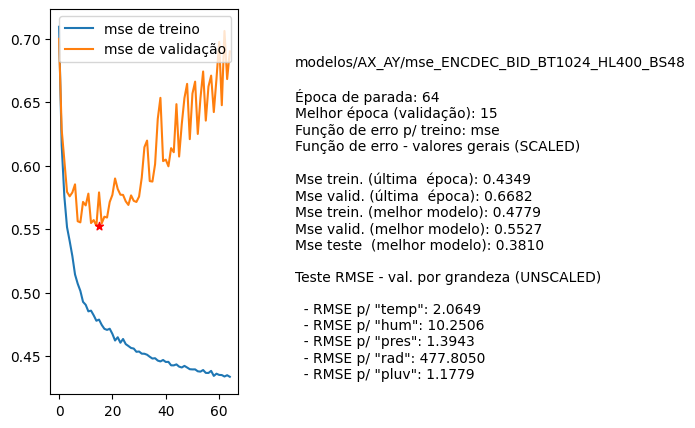 mse de treino
mse de validação
0.70
0.65
0.60
0.55
0.50
0.45
0
20
40
60
modelos/AX_AY/mse_ENCDEC_BID_BT1024_HL400_BS48
Época de parada: 64
Melhor época (validação): 15
Função de erro p/ treino: mse
Função de erro - valores gerais (SCALED)
Mse trein. (última  época): 0.4349
Mse valid. (última  época): 0.6682
Mse trein. (melhor modelo): 0.4779
Mse valid. (melhor modelo): 0.5527
Mse teste  (melhor modelo): 0.3810
Teste RMSE - val. por grandeza (UNSCALED)
- RMSE p/ "temp": 2.0649
- RMSE p/ "hum": 10.2506
- RMSE p/ "pres": 1.3943
- RMSE p/ "rad": 477.8050
- RMSE p/ "pluv": 1.1779